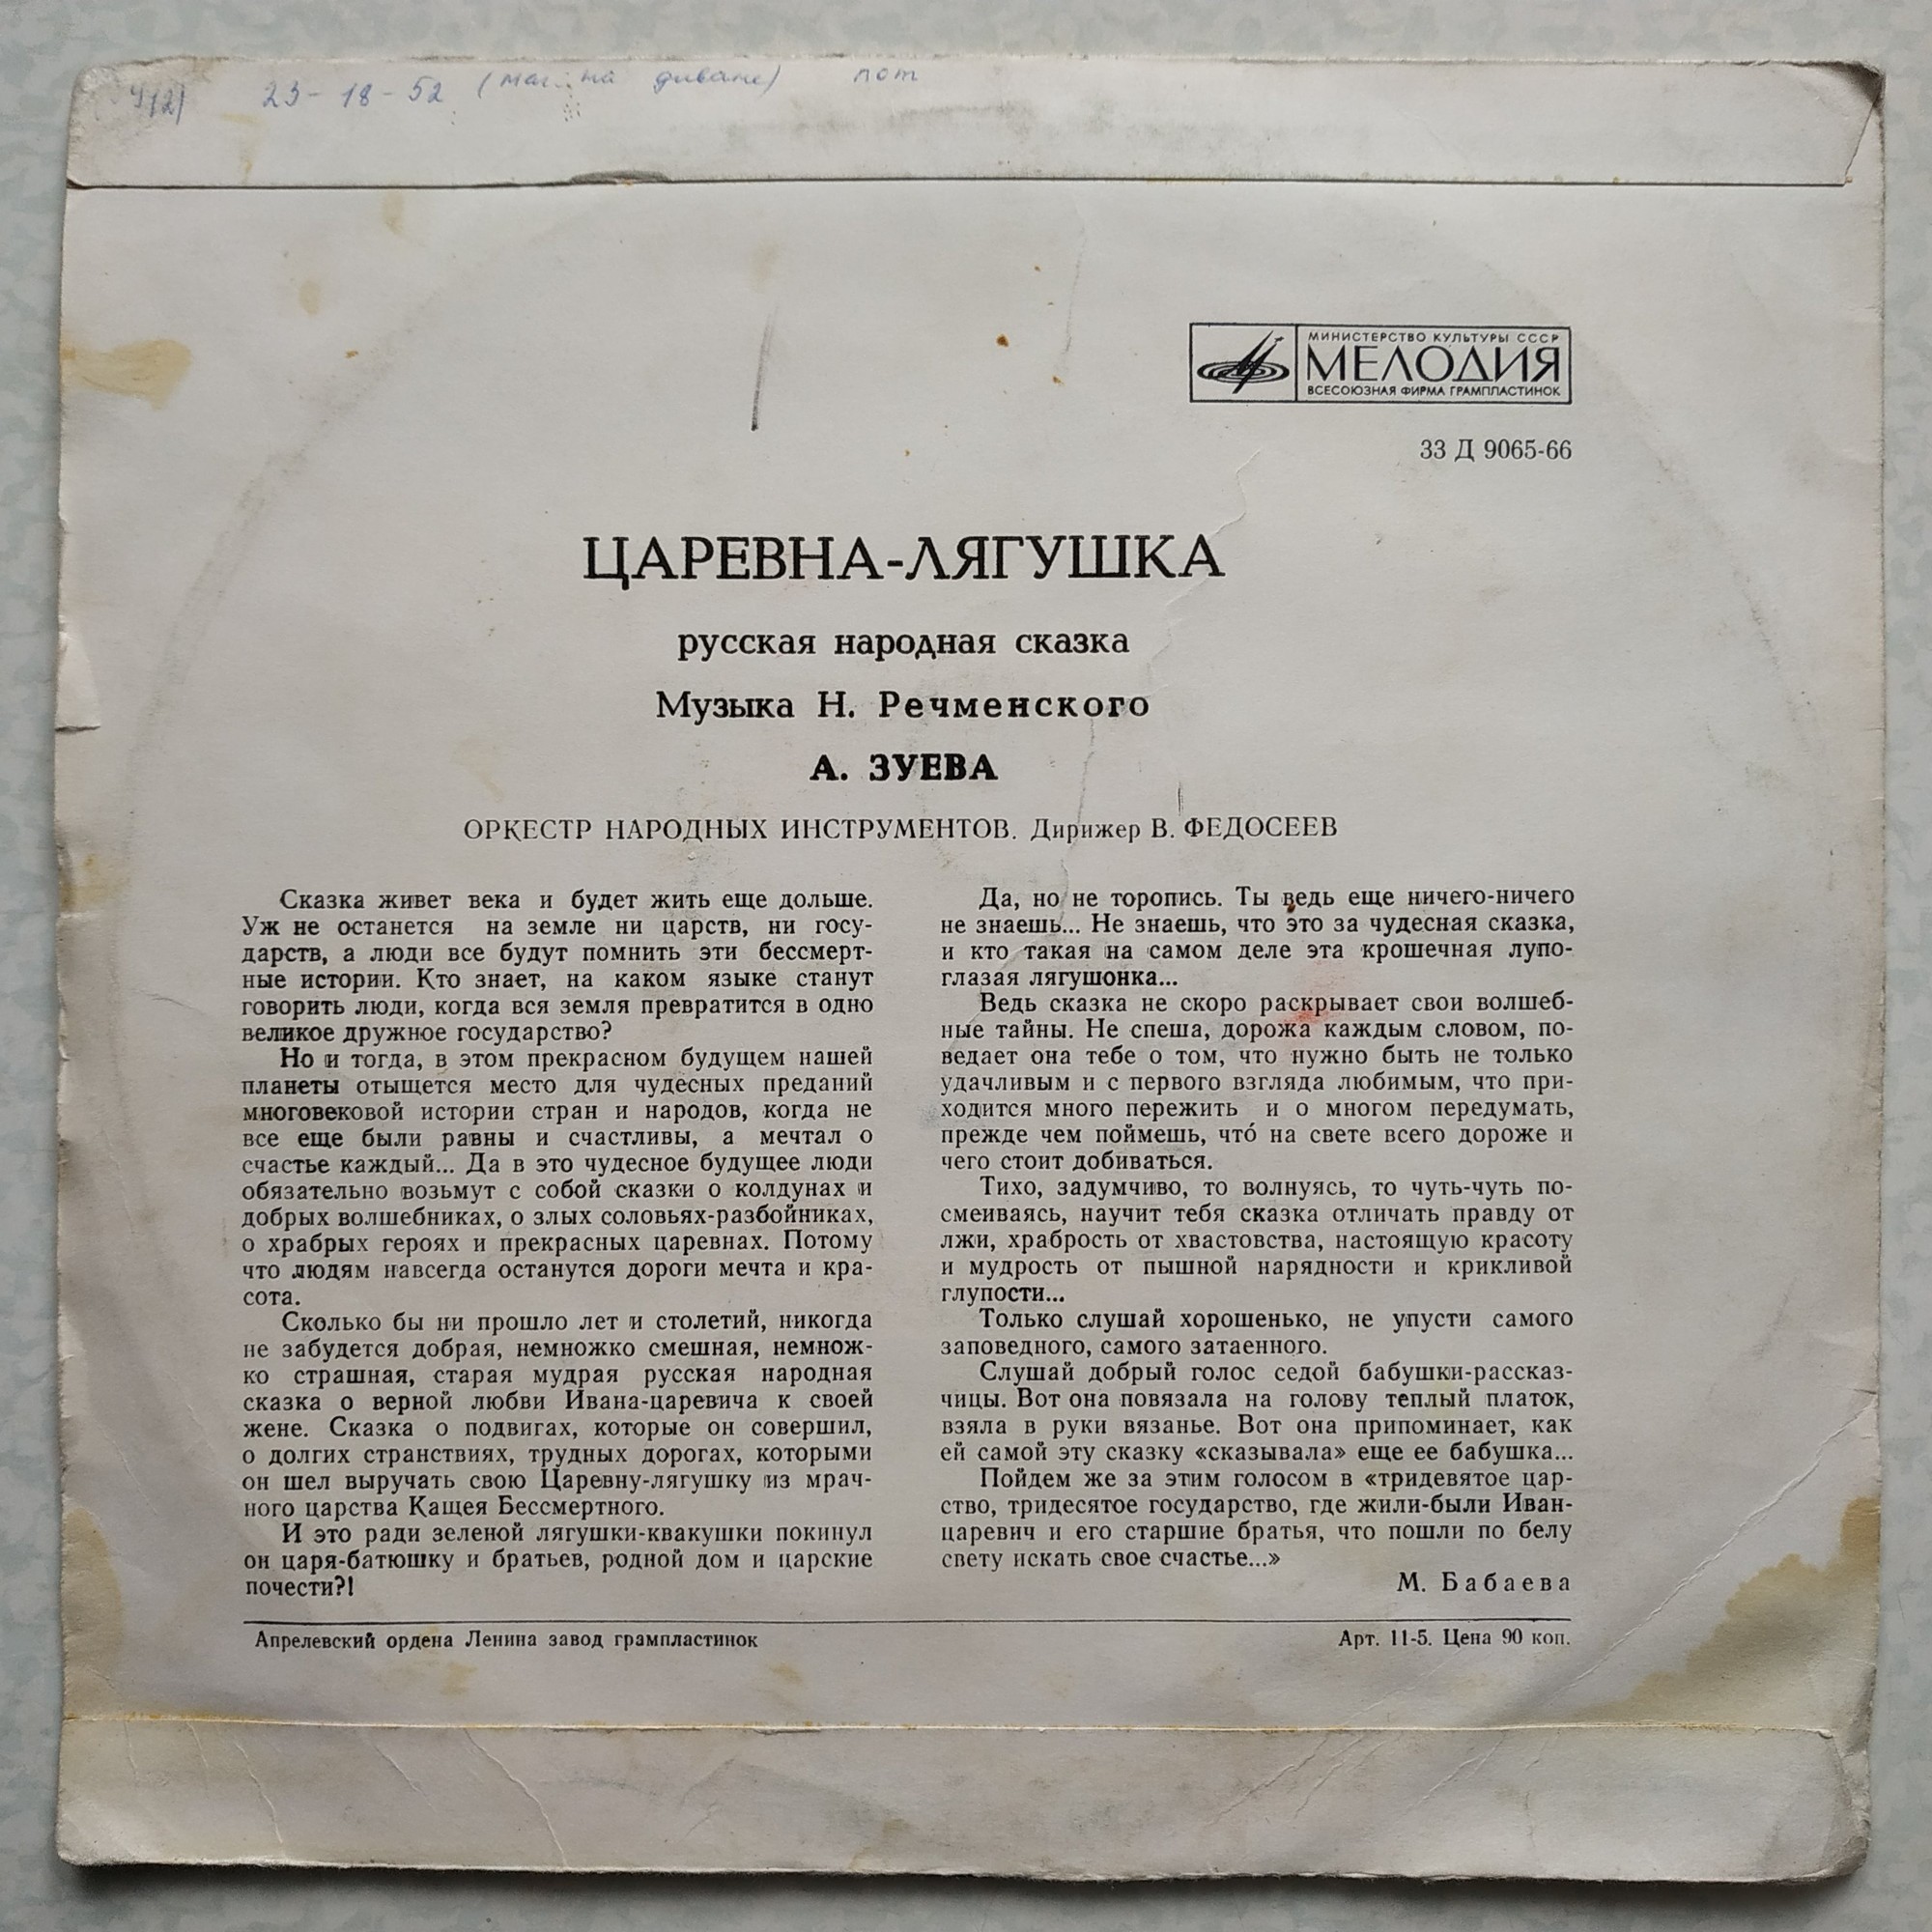 23-18-52 (маг. на диване) пот
МИНИСТЕРСТВО КУЛЬТУРЫ СССР
МЕЛОДИЯ
ВСЕСОЮЗНАЯ ФИРМА ГРАМПЛАСТИНОК
33 Д 9065-66
ЦАРЕВНА-ЛЯГУШКА
русская народная сказка
Музыка Н. Речменского
А. ЗУЕВА
ОРКЕСТР НАРОДНЫХ ИНСТРУМЕНТОВ. Дирижер В. ФЕДОСЕЕВ
Сказка живет века и будет жить еще дольше.
Уж не останется на земле ни царств, ни госу-
дарств, а люди все будут помнить эти бессмерт-
ные истории. Кто знает, на каком языке станут
говорить люди, когда вся земля превратится в одно
великое дружное государство?
Но и тогда, в этом прекрасном будущем нашей
планеты отыщется место для чудесных преданий
многовековой истории стран и народов, когда не
все еще были равны и счастливы, а мечтал о
счастье каждый... Да в это чудесное будущее люди
обязательно возьмут с собой сказки о колдунах и
добрых волшебниках, о злых соловьях-разбойниках,
о храбрых героях и прекрасных царевнах. Потому
что людям навсегда останутся дороги мечта и кра-
сота.
Сколько бы ни прошло лет и столетий, никогда
не забудется добрая, немножко смешная, немнож-
ко страшная, старая мудрая русская народная
сказка о верной любви Ивана-царевича к своей
жене. Сказка о подвигах, которые он совершил,
о долгих странствиях, трудных дорогах, которыми
он шел выручать свою Царевну-лягушку из мрач-
ного царства Кащея Бессмертного.
И это ради зеленой лягушки-квакушки покинул
он царя-батюшку и братьев, родной дом и царские
почести?!
Да, но не торопись. Ты ведь еще ничего-ничего
не знаешь... Не знаешь, что это за чудесная сказка,
и кто такая на самом деле эта крошечная лупо-
глазая лягушонка...
Ведь сказка не скоро раскрывает свои волшеб-
ные тайны. Не спеша, дорожа каждым словом, по-
ведает она тебе о том, что нужно быть не только
удачливым и с первого взгляда любимым, что при-
ходится много пережить и о многом передумать,
прежде чем поймешь, что́ на свете всего дороже и
чего стоит добиваться.
Тихо, задумчиво, то волнуясь, то чуть-чуть по-
смеиваясь, научит тебя сказка отличать правду от
лжи, храбрость от хвастовства, настоящую красоту
и мудрость от пышной нарядности и крикливой
глупости...
Только слушай хорошенько, не упусти самого
заповедного, самого затаенного.
Слушай добрый голос седой бабушки-рассказ-
чицы. Вот она повязала на голову теплый платок,
взяла в руки вязанье. Вот она припоминает, как
ей самой эту сказку «сказывала» еще ее бабушка...
Пойдем же за этим голосом в «тридевятое цар-
ство, тридесятое государство, где жили-были Иван-
царевич и его старшие братья, что пошли по белу
свету искать свое счастье...»
М. Бабаева
Апрелевский ордена Ленина завод грампластинок
Арт. 11-5. Цена 90 коп.